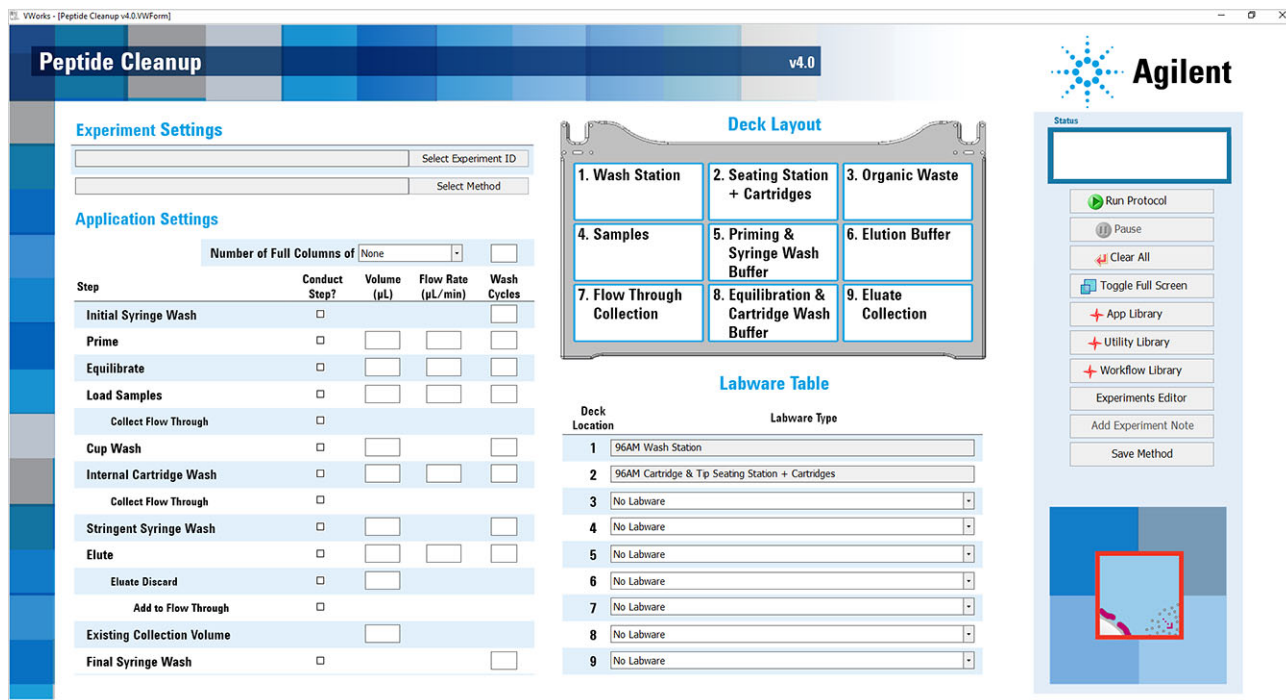 VWorks - [Peptide Cleanup v4.0.VWForm]
Peptide Cleanup
v4.0
Agilent
Experiment Settings
Select Experiment ID
Select Method
Application Settings
Number of Full Columns of None
Step
Conduct Step?
Volume (µL)
Flow Rate (µL/min)
Wash Cycles
Initial Syringe Wash
Prime
Equilibrate
Load Samples
Collect Flow Through
Cup Wash
Internal Cartridge Wash
Collect Flow Through
Stringent Syringe Wash
Elute
Eluate Discard
Add to Flow Through
Existing Collection Volume
Final Syringe Wash
Deck Layout
1. Wash Station
2. Seating Station
+ Cartridges
3. Organic Waste
4. Samples
5. Priming &
Syringe Wash
Buffer
6. Elution Buffer
7. Flow Through
Collection
8. Equilibration &
Cartridge Wash
Buffer
9. Eluate
Collection
Labware Table
Deck
Location
Labware Type
1 96AM Wash Station
2 96AM Cartridge & Tip Seating Station + Cartridges
3 No Labware
4 No Labware
5 No Labware
6 No Labware
7 No Labware
8 No Labware
9 No Labware
Status
Run Protocol
Pause
Clear All
Toggle Full Screen
App Library
Utility Library
Workflow Library
Experiments Editor
Add Experiment Note
Save Method